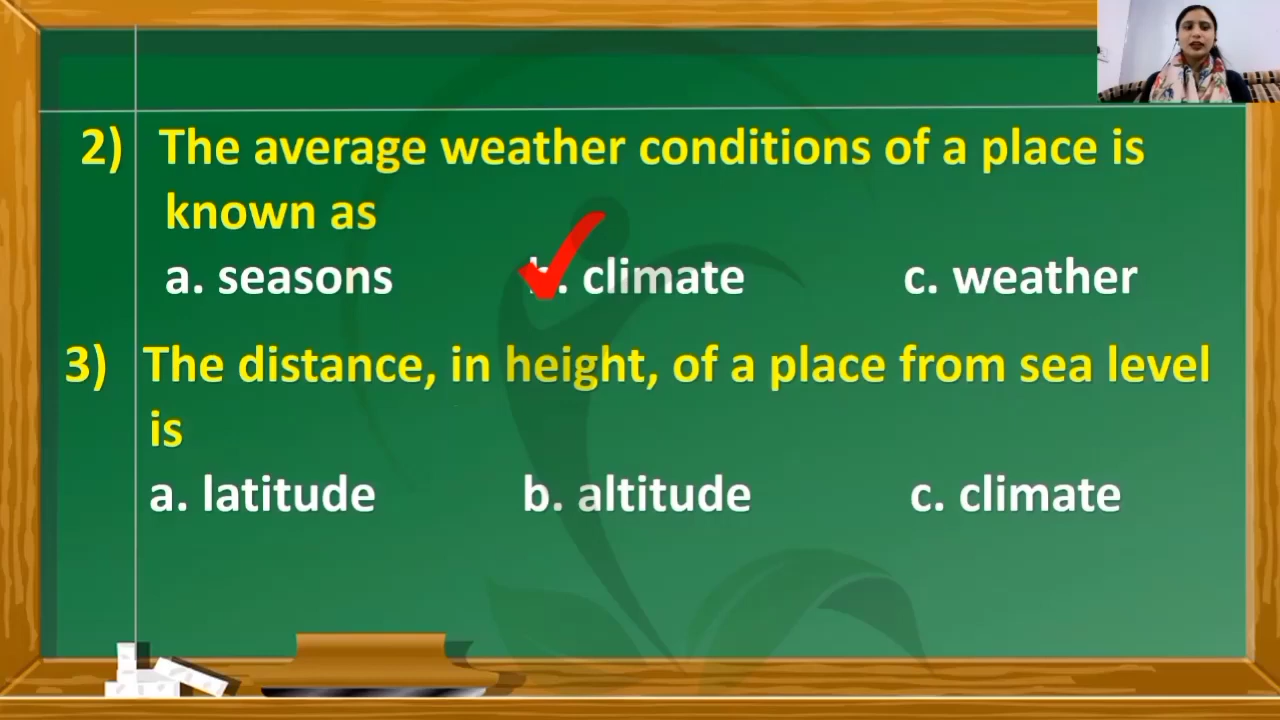 2) The average weather conditions of a place is
known as
a. seasons b. climate c. weather
3) The distance, in height, of a place from sea level
is
a. latitude b. altitude c. climate